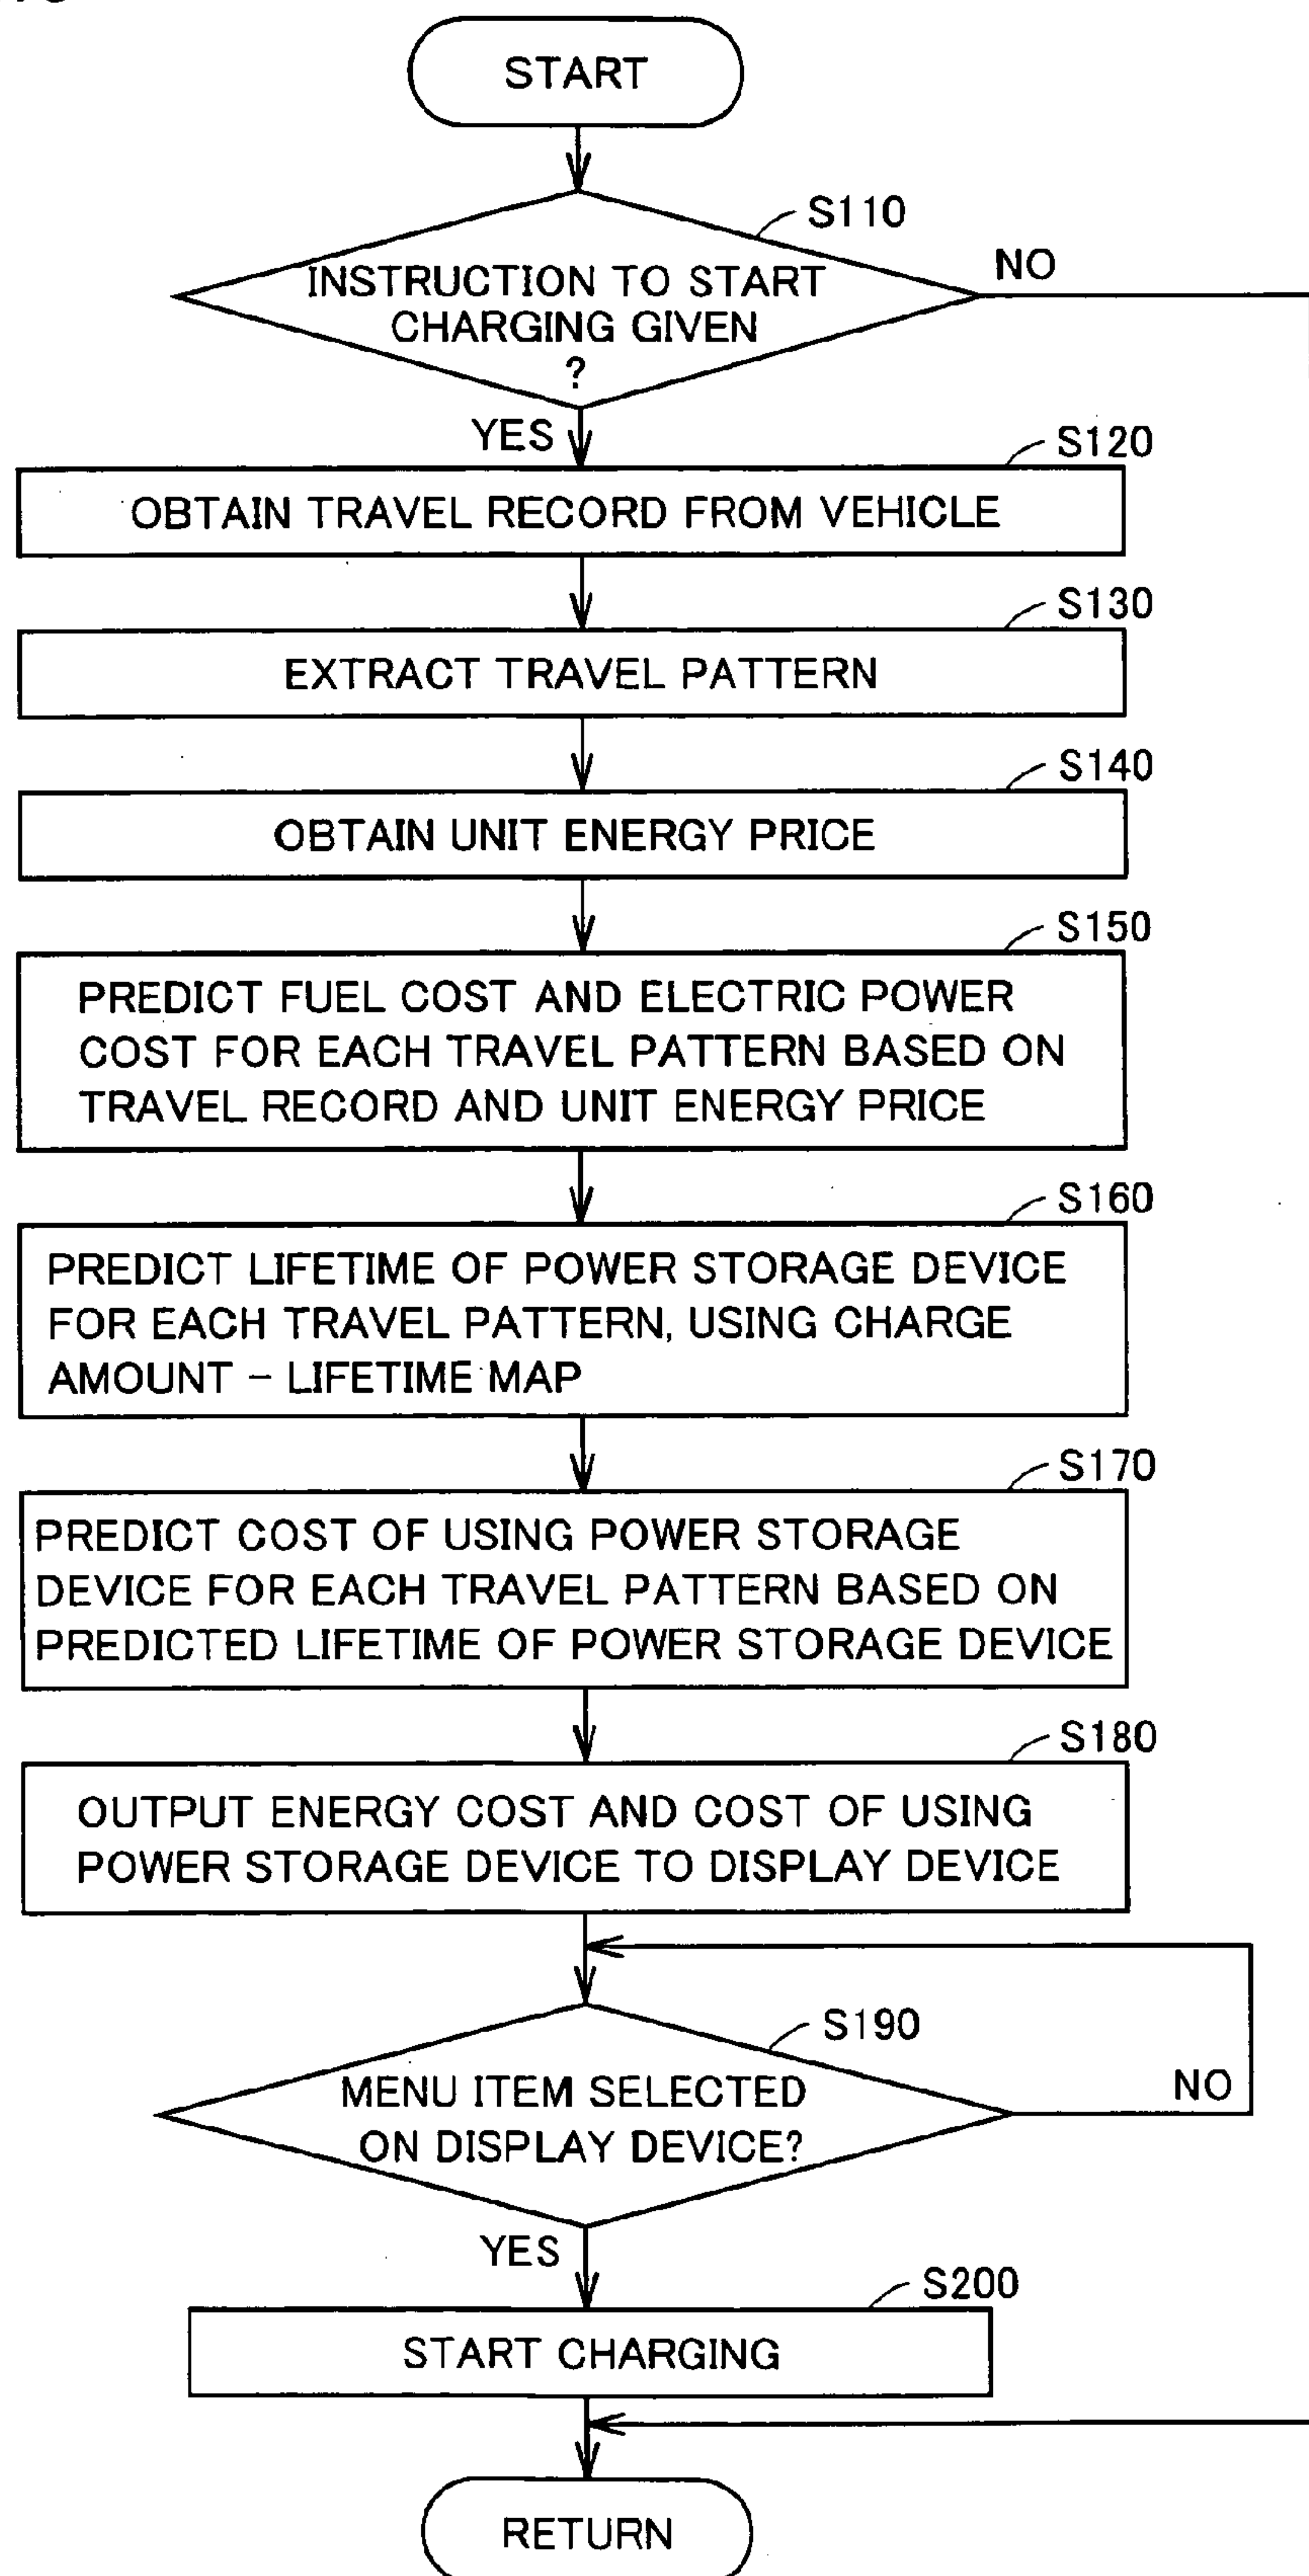 START
S110
INSTRUCTION TO START
NO
CHARGING GIVEN
?
YES
S120
OBTAIN TRAVEL RECORD FROM VEHICLE
S130
EXTRACT TRAVEL PATTERN
S140
OBTAIN UNIT ENERGY PRICE
S150
PREDICT FUEL COST AND ELECTRIC POWER
COST FOR EACH TRAVEL PATTERN BASED ON
TRAVEL RECORD AND UNIT ENERGY PRICE
S160
PREDICT LIFETIME OF POWER STORAGE DEVICE
FOR EACH TRAVEL PATTERN, USING CHARGE
AMOUNT – LIFETIME MAP
S170
PREDICT COST OF USING POWER STORAGE
DEVICE FOR EACH TRAVEL PATTERN BASED ON
PREDICTED LIFETIME OF POWER STORAGE DEVICE
S180
OUTPUT ENERGY COST AND COST OF USING
POWER STORAGE DEVICE TO DISPLAY DEVICE
S190
MENU ITEM SELECTED
NO
ON DISPLAY DEVICE?
YES
S200
START CHARGING
RETURN